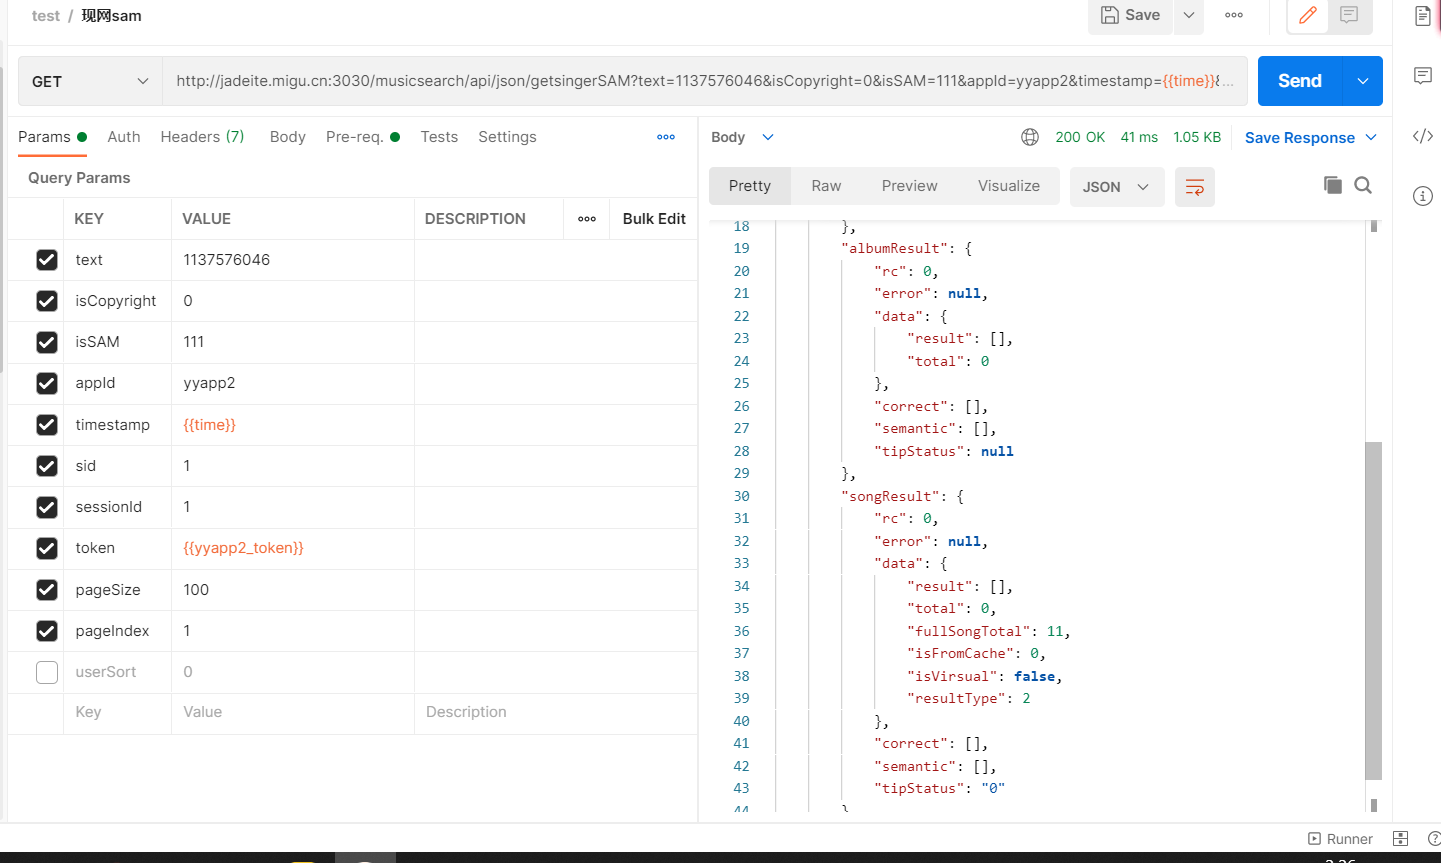 test / 现网sam
Save
GET
http://jadeite.migu.cn:3030/musicsearch/api/json/getsingerSAM?text=1137576046&isCopyright=0&isSAM=111&appId=yyapp2&timestamp={{time}}&...
Send
Params Auth Headers (7) Body Pre-req. Tests Settings
Query Params
KEY VALUE DESCRIPTION Bulk Edit
text 1137576046
isCopyright 0
isSAM 111
appId yyapp2
timestamp {{time}}
sid 1
sessionId 1
token {{yyapp2_token}}
pageSize 100
pageIndex 1
userSort 0
Key Value Description
Body 200 OK 41 ms 1.05 KB Save Response
Pretty Raw Preview Visualize JSON
18 },
19 "albumResult": {
20 "rc": 0,
21 "error": null,
22 "data": {
23 "result": [],
24 "total": 0
25 },
26 "correct": [],
27 "semantic": [],
28 "tipStatus": null
29 },
30 "songResult": {
31 "rc": 0,
32 "error": null,
33 "data": {
34 "result": [],
35 "total": 0,
36 "fullSongTotal": 11,
37 "isFromCache": 0,
38 "isVirsual": false,
39 "resultType": 2
40 },
41 "correct": [],
42 "semantic": [],
43 "tipStatus": "0"
44 }
Runner